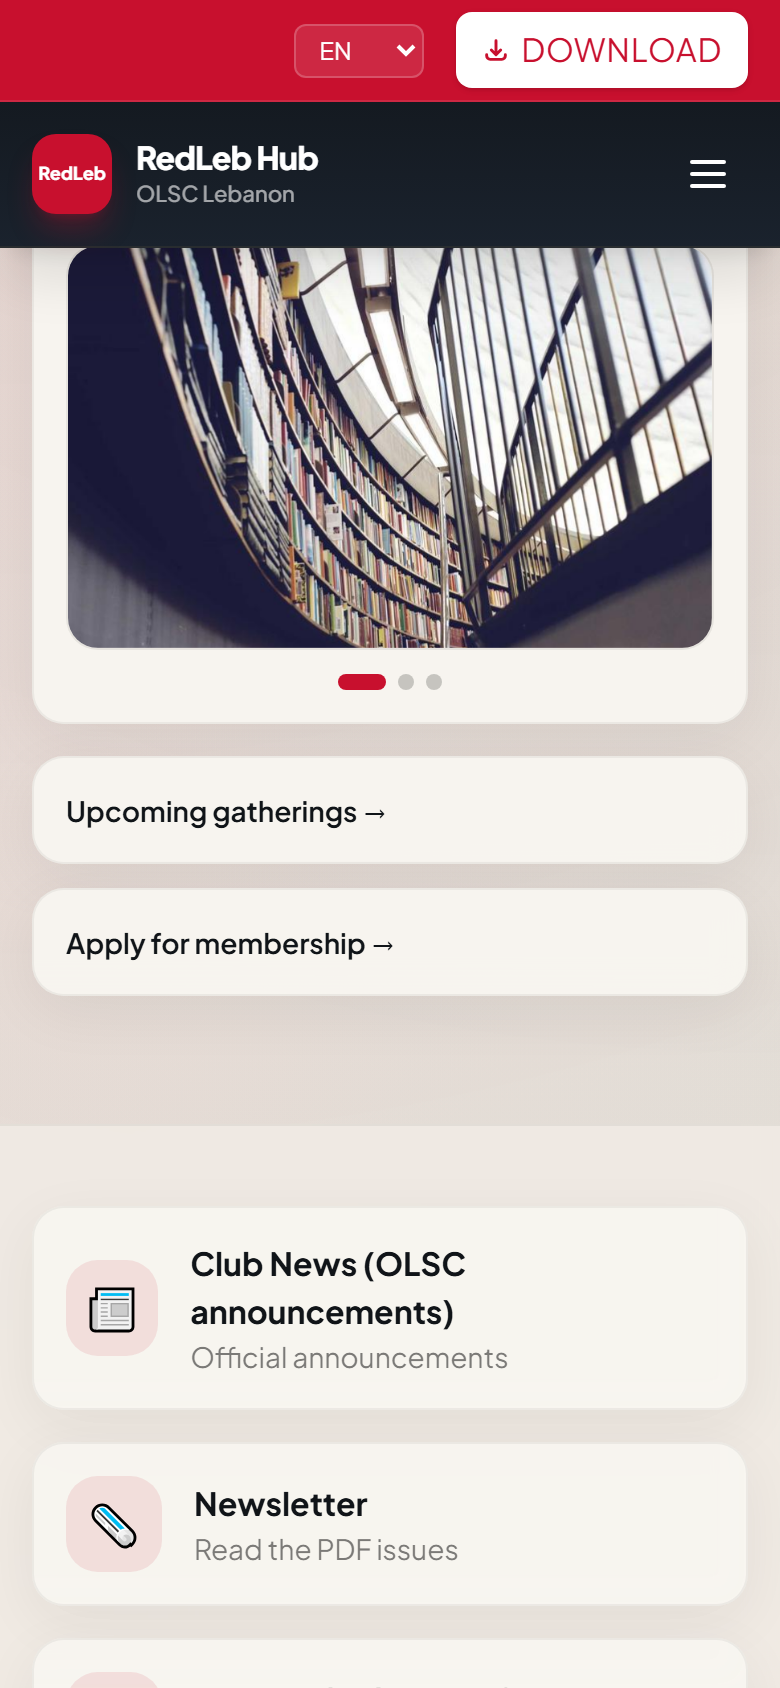 EN
DOWNLOAD
RedLeb
RedLeb Hub
OLSC Lebanon
Upcoming gatherings →
Apply for membership →
Club News (OLSC
announcements)
Official announcements
Newsletter
Read the PDF issues